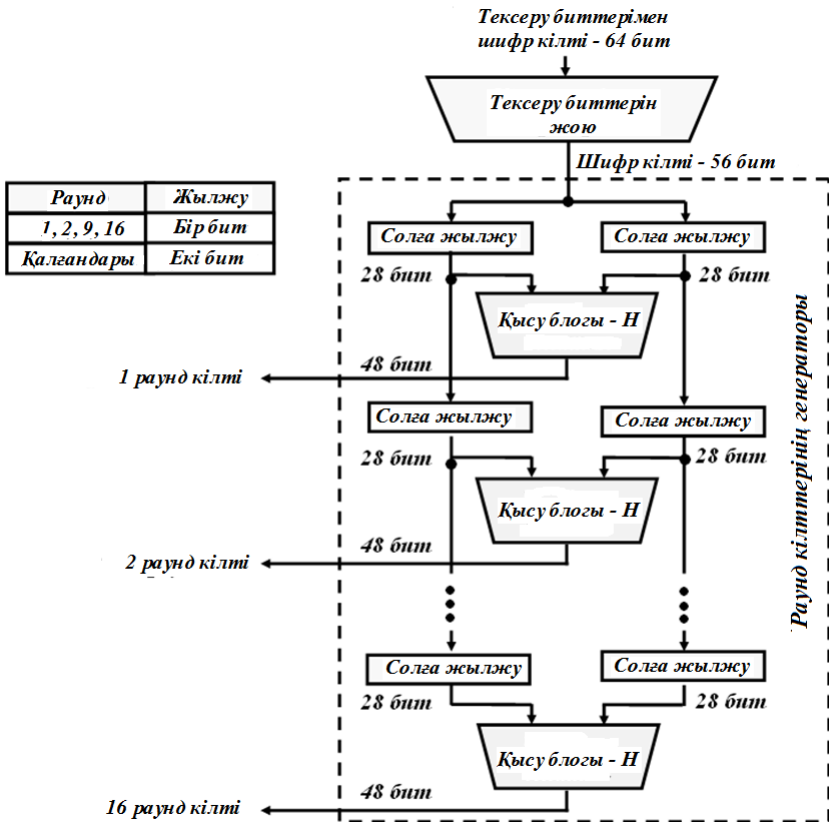 Тексеру биттерімен
шифр кілті - 64 бит
Тексеру биттерін
жою
Шифр кілті - 56 бит
Раунд Жылжу
1, 2, 9, 16 Бір бит
Қалғандары Екі бит
Солға жылжу Солға жылжу
28 бит 28 бит
Қысу блогы - Н
48 бит
1 раунд кілті
Солға жылжу Солға жылжу
28 бит 28 бит
Қысу блогы - Н
48 бит
2 раунд кілті
Солға жылжу Солға жылжу
28 бит 28 бит
Қысу блогы - Н
48 бит
16 раунд кілті
Раунд кілттерінің генераторы